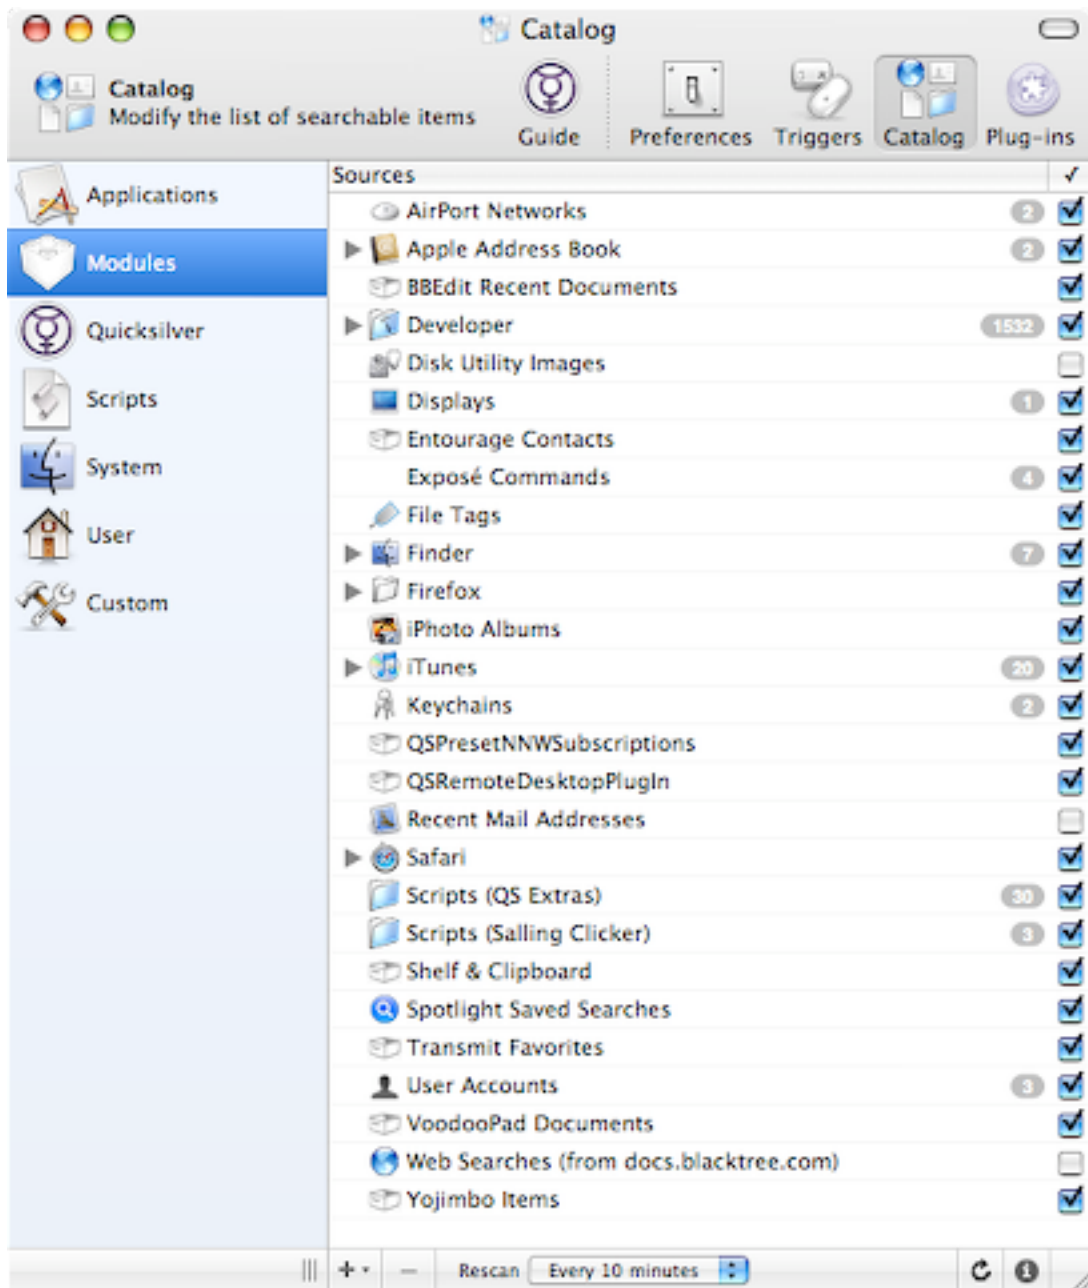 Catalog
Catalog
Modify the list of searchable items
Guide
Preferences
Triggers
Catalog
Plug-ins
Applications
Modules
Quicksilver
Scripts
System
User
Custom
Sources
AirPort Networks 2
Apple Address Book 2
BBEdit Recent Documents
Developer 1532
Disk Utility Images
Displays 1
Entourage Contacts
Exposé Commands 4
File Tags
Finder 7
Firefox
iPhoto Albums
iTunes 20
Keychains 2
QSPresetNNWSubscriptions
QSRemoteDesktopPlugIn
Recent Mail Addresses
Safari
Scripts (QS Extras) 30
Scripts (Salling Clicker) 3
Shelf & Clipboard
Spotlight Saved Searches
Transmit Favorites
User Accounts 3
VoodooPad Documents
Web Searches (from docs.blacktree.com)
Yojimbo Items
Rescan Every 10 minutes